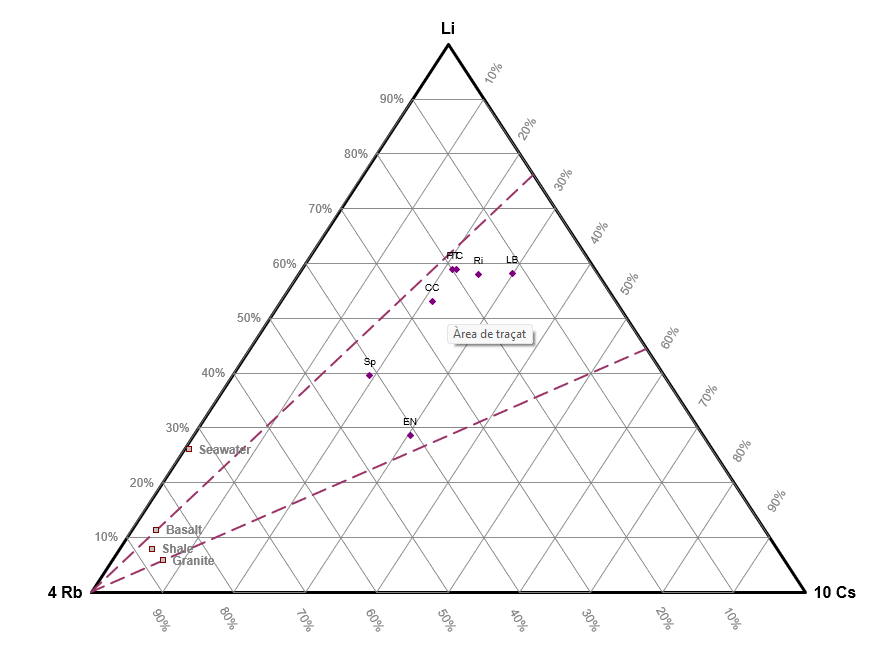 Li
10%
90%
20%
80%
30%
70%
40%
FTC
Ri
LB
60%
50%
CC
50%
Àrea de traçat
60%
Sp
40%
70%
EN
30%
Seawater
80%
20%
90%
Basalt
10%
Shale
Granite
4 Rb
10 Cs
90%
80%
70%
60%
50%
40%
30%
20%
10%